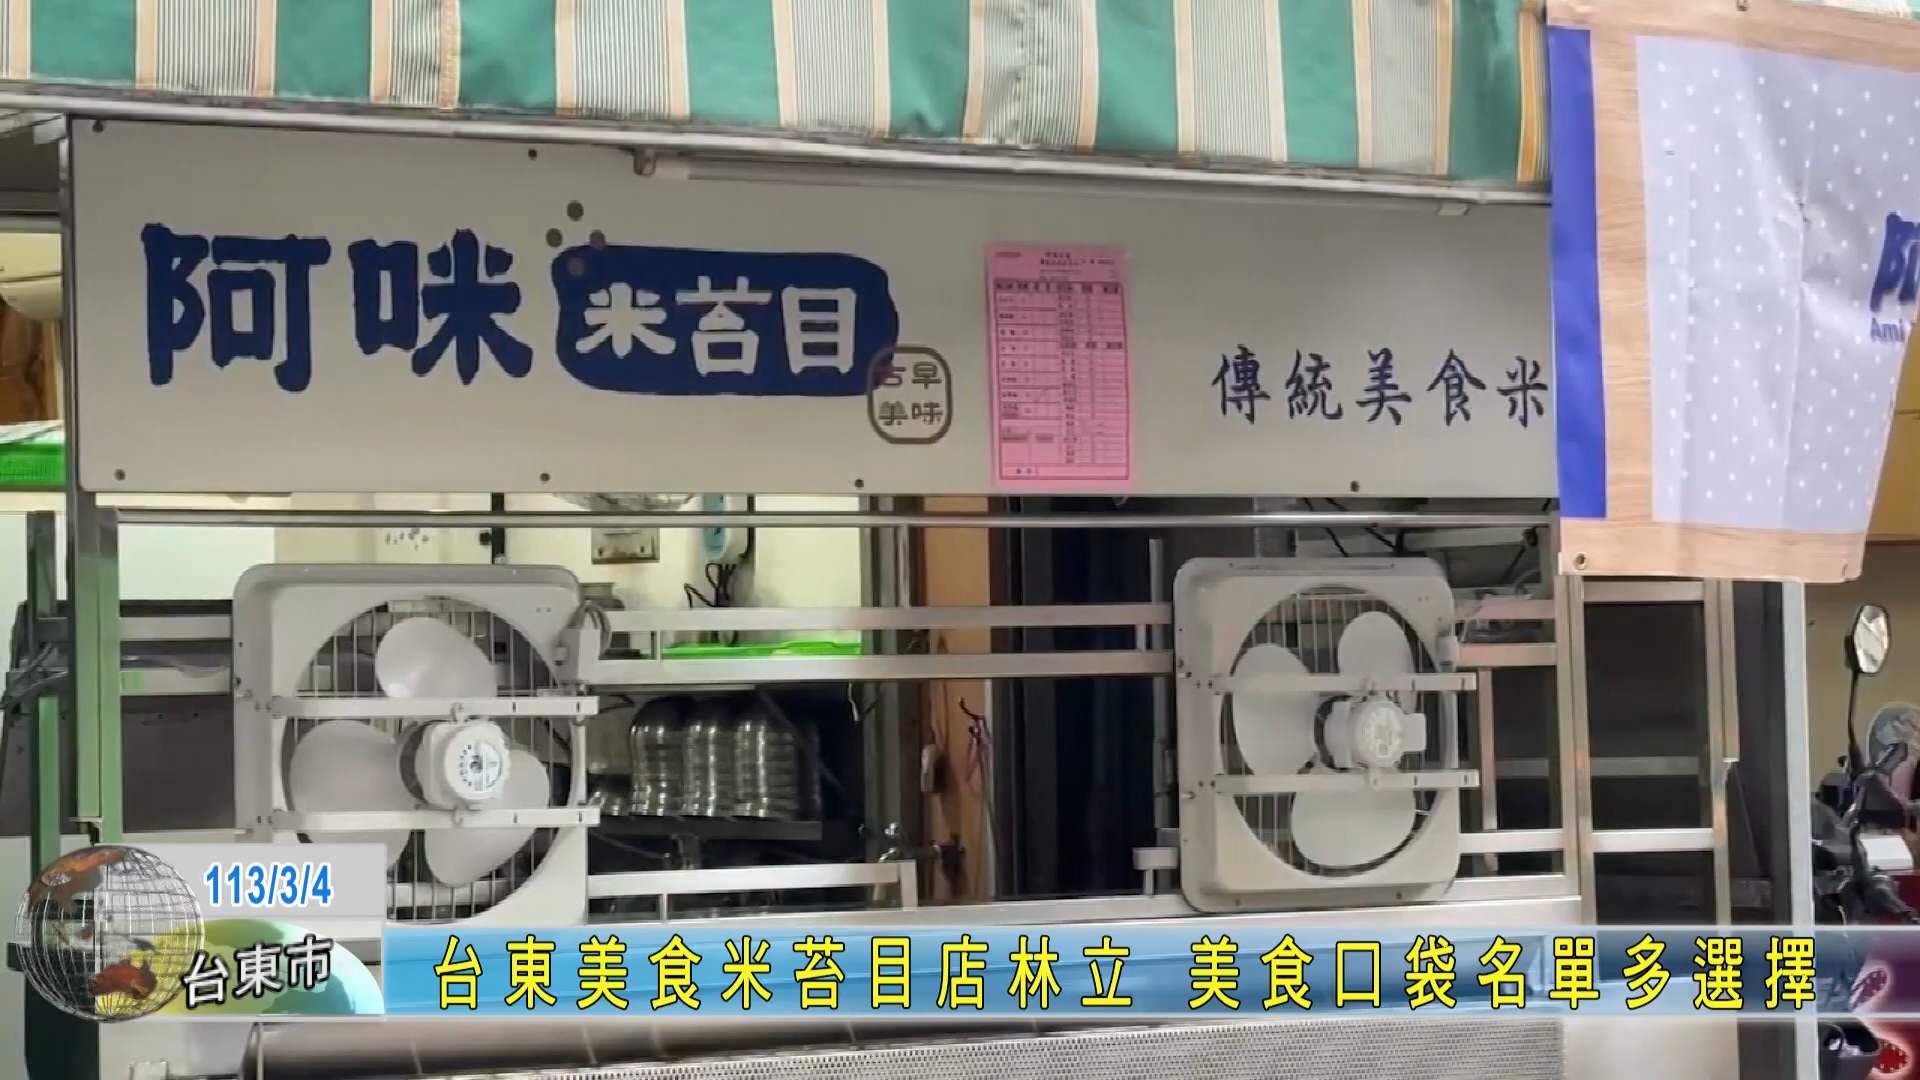 阿咪
米苔目
古早
美味
傳統美食米
阿
Ami
113/3/4
台東市
台東美食米苔目店林立 美食口袋名單多選擇